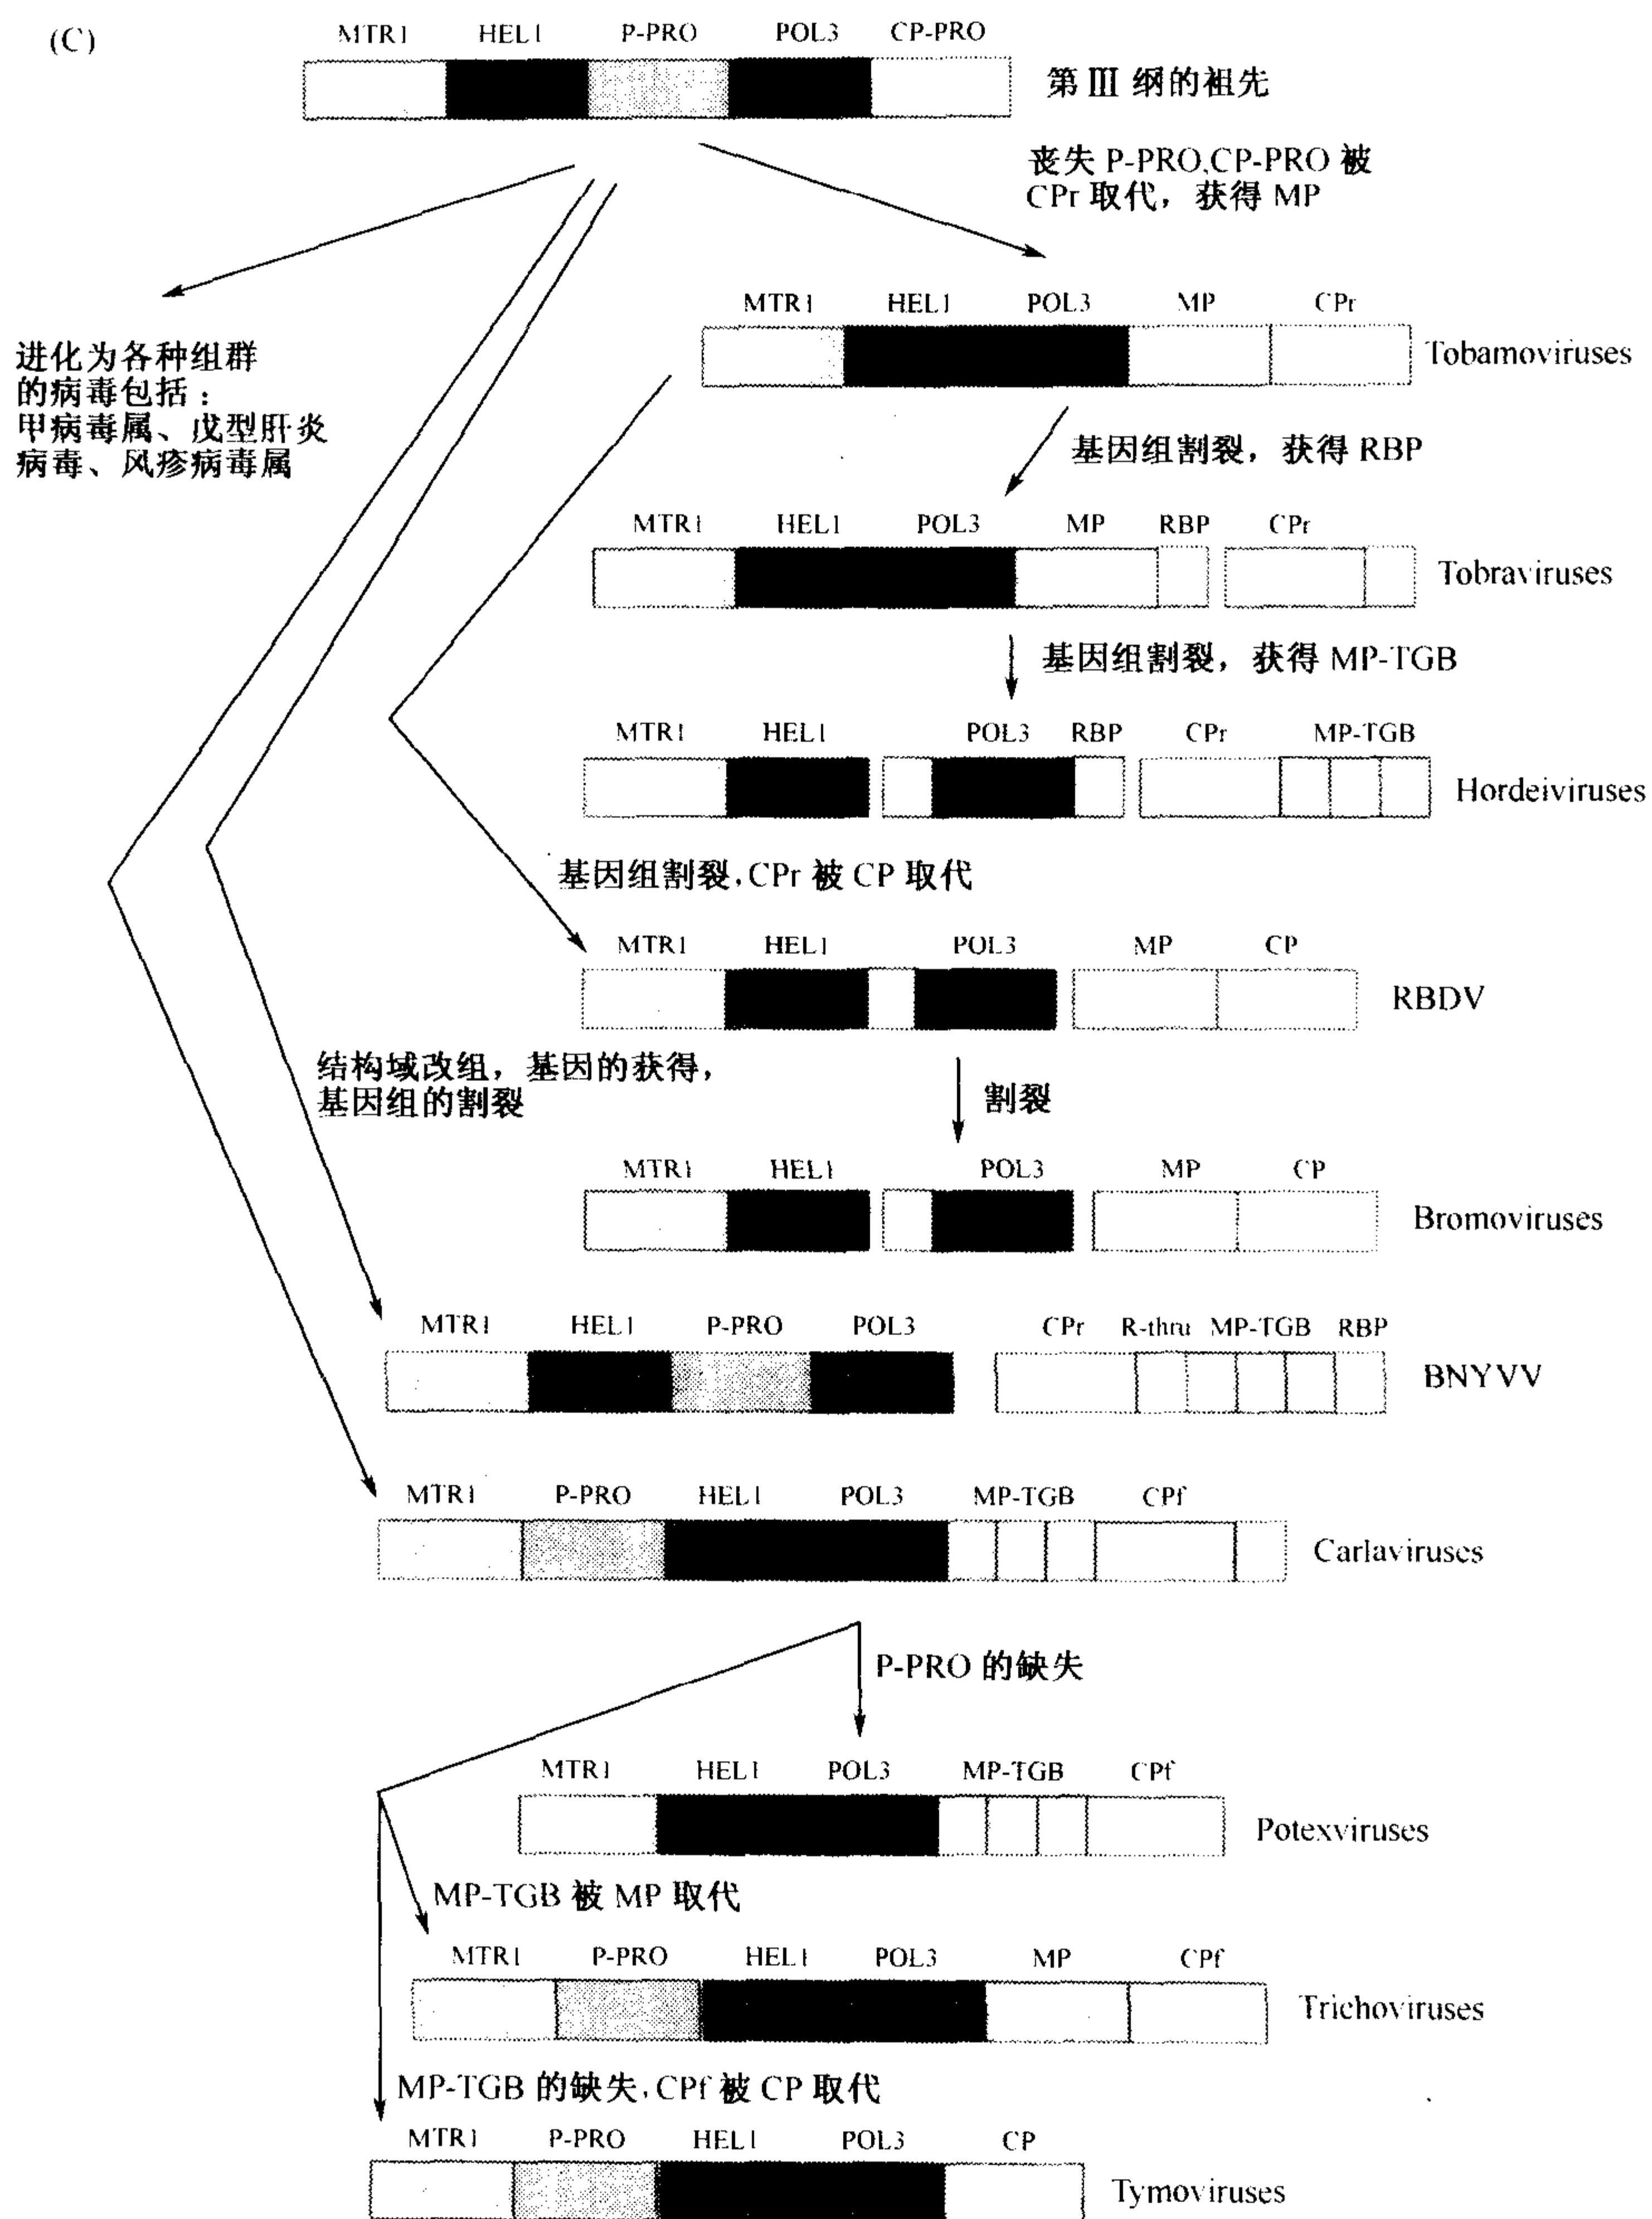 (C)
MTR1 HEL1 P-PRO POL3 CP-PRO
第 III 纲的祖先
丧失 P-PRO,CP-PRO 被
CPr 取代，获得 MP
MTR1 HEL1 POL3 MP CPr
Tobamoviruses
进化为各种组群
的病毒包括：
甲病毒属、戊型肝炎
病毒、风疹病毒属
基因组割裂，获得 RBP
MTR1 HEL1 POL3 MP RBP CPr
Tobraviruses
基因组割裂，获得 MP-TGB
MTR1 HEL1 POL3 RBP CPr MP-TGB
Hordeiviruses
基因组割裂,CPr 被 CP 取代
MTR1 HEL1 POL3 MP CP
RBDV
结构域改组，基因的获得，
基因组的割裂
割裂
MTR1 HEL1 POL3 MP CP
Bromoviruses
MTR1 HEL1 P-PRO POL3 CPr R-thru MP-TGB RBP
BNYVV
MTR1 P-PRO HEL1 POL3 MP-TGB CPf
Carlaviruses
P-PRO 的缺失
MTR1 HEL1 POL3 MP-TGB CPf
Potexviruses
MP-TGB 被 MP 取代
MTR1 P-PRO HEL1 POL3 MP CPf
Trichoviruses
MP-TGB 的缺失,CPf 被 CP 取代
MTR1 P-PRO HEL1 POL3 CP
Tymoviruses